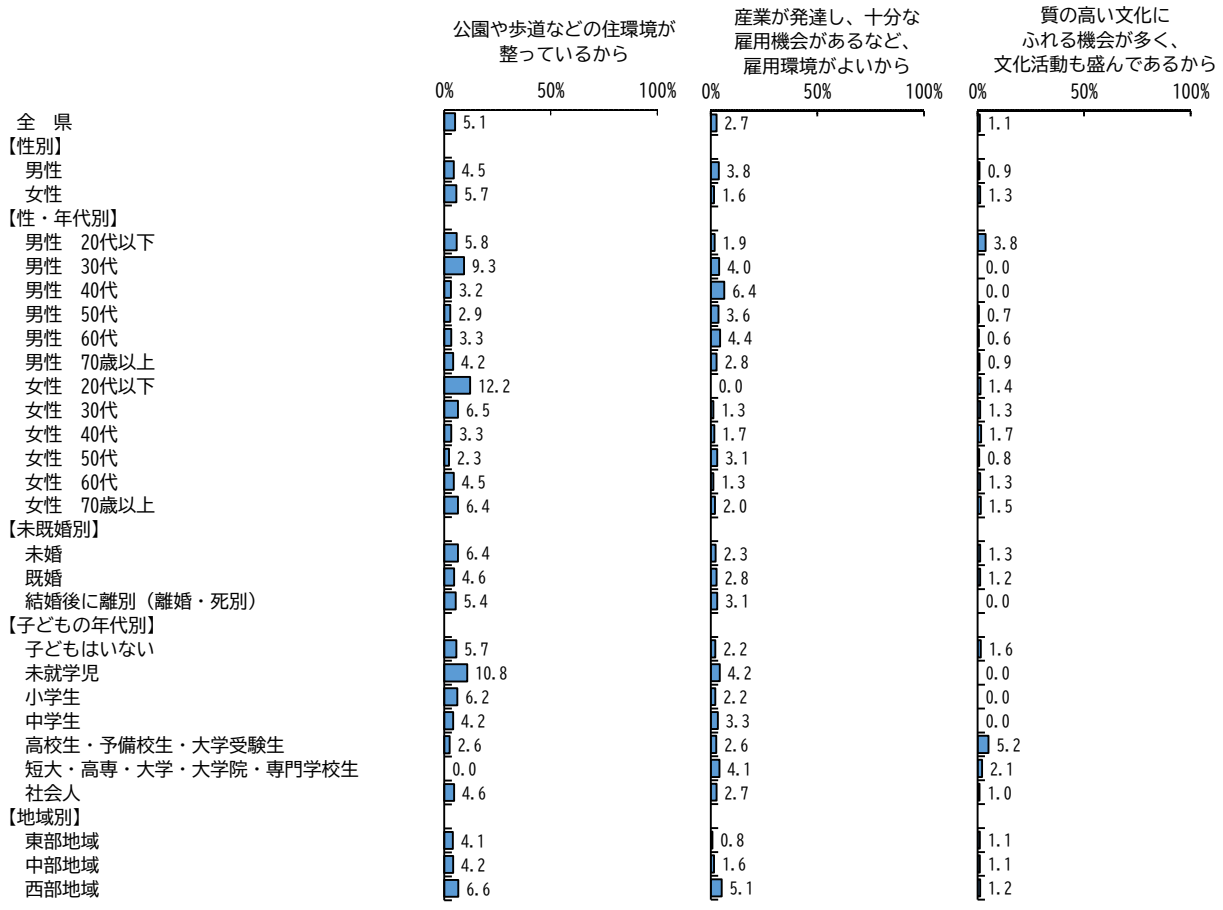 公園や歩道などの住環境が
整っているから
産業が発達し、十分な
雇用機会があるなど、
雇用環境がよいから
質の高い文化に
ふれる機会が多く、
文化活動も盛んであるから
0% 50% 100% 0% 50% 100% 0% 50% 100%
全 県 5.1 2.7 1.1
【性別】
男性 4.5 3.8 0.9
女性 5.7 1.6 1.3
【性・年代別】
男性 20代以下 5.8 1.9 3.8
男性 30代 9.3 4.0 0.0
男性 40代 3.2 6.4 0.0
男性 50代 2.9 3.6 0.7
男性 60代 3.3 4.4 0.6
男性 70歳以上 4.2 2.8 0.9
女性 20代以下 12.2 0.0 1.4
女性 30代 6.5 1.3 1.3
女性 40代 3.3 1.7 1.7
女性 50代 2.3 3.1 0.8
女性 60代 4.5 1.3 1.3
女性 70歳以上 6.4 2.0 1.5
【未既婚別】
未婚 6.4 2.3 1.3
既婚 4.6 2.8 1.2
結婚後に離別（離婚・死別） 5.4 3.1 0.0
【子どもの年代別】
子どもはいない 5.7 2.2 1.6
未就学児 10.8 4.2 0.0
小学生 6.2 2.2 0.0
中学生 4.2 3.3 0.0
高校生・予備校生・大学受験生 2.6 2.6 5.2
短大・高専・大学・大学院・専門学校生 0.0 4.1 2.1
社会人 4.6 2.7 1.0
【地域別】
東部地域 4.1 0.8 1.1
中部地域 4.2 1.6 1.1
西部地域 6.6 5.1 1.2